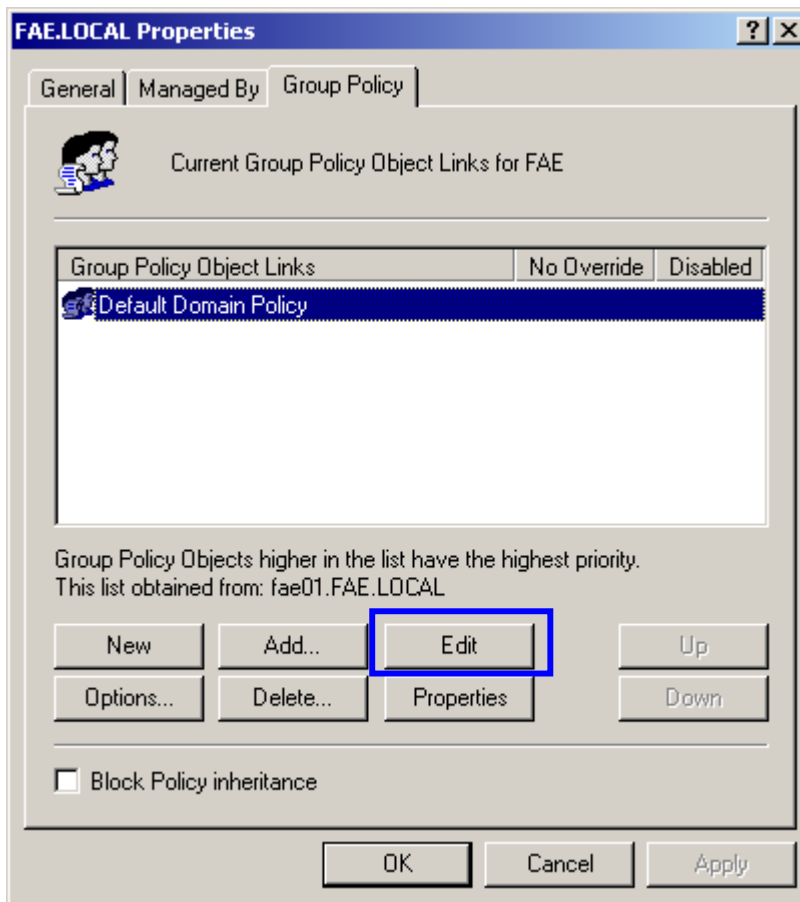 FAE.LOCAL Properties
General Managed By Group Policy
Current Group Policy Object Links for FAE
Group Policy Object Links No Override Disabled
Default Domain Policy
Group Policy Objects higher in the list have the highest priority.
This list obtained from: fae01.FAE.LOCAL
New Add... Edit Up
Options... Delete... Properties Down
Block Policy inheritance
OK Cancel Apply